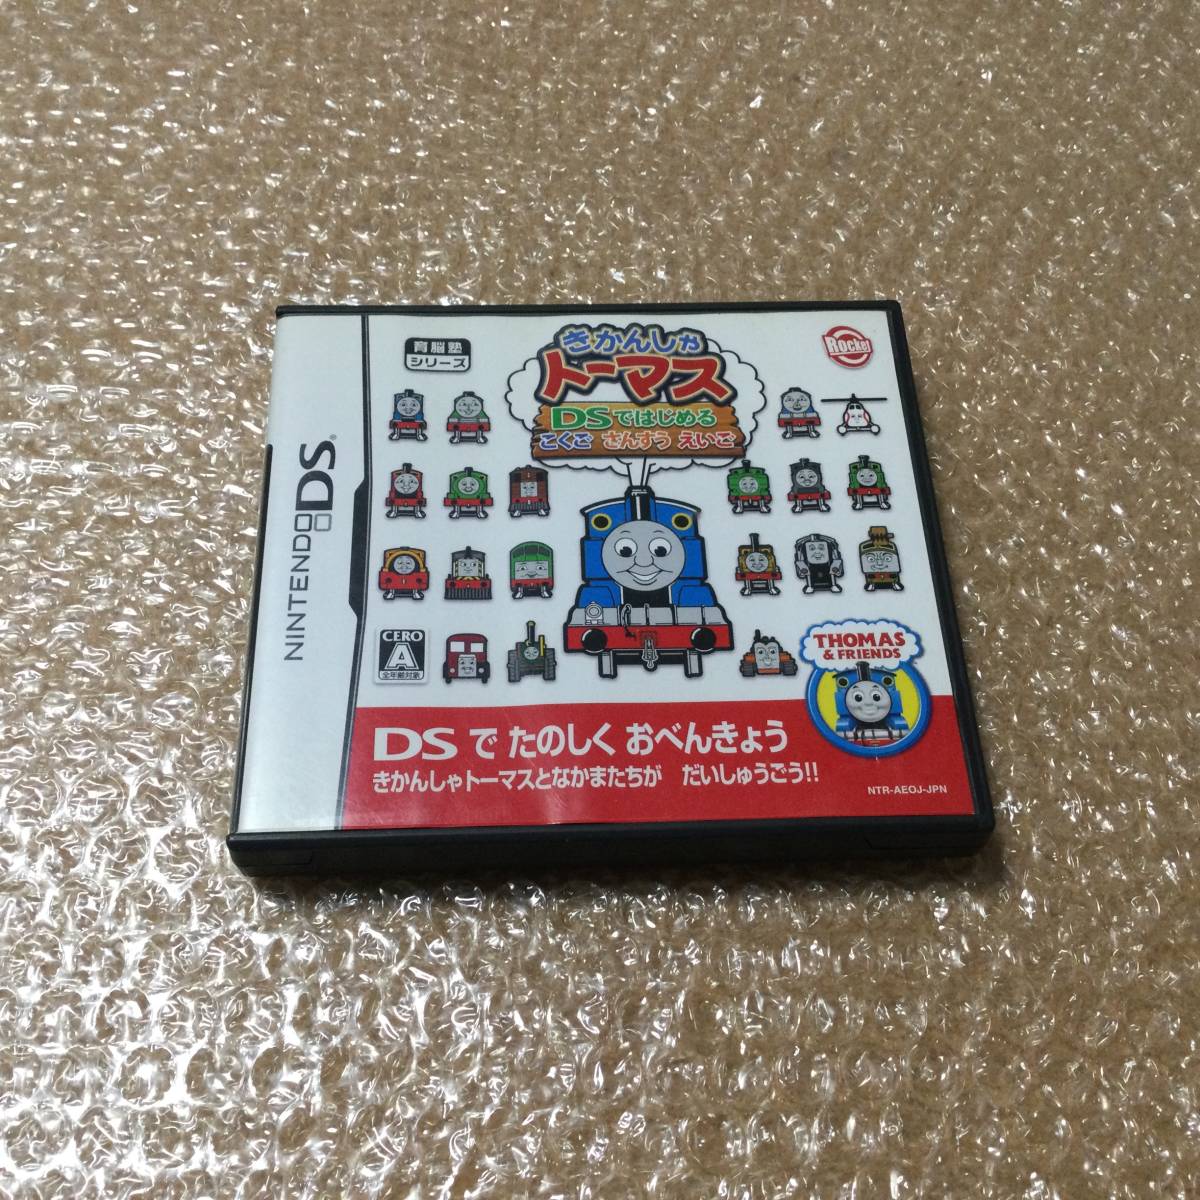 NINTENDO DS®
育脳塾
シリーズ
きかんしゃ
トーマス
DSではじめる
こくご さんすう えいご
Rocket
CERO
A
全年齢対象
THOMAS
& FRIENDS
DS で たのしく おべんきょう
きかんしゃトーマスとなかまたちが だいしゅうごう!!
NTR-AEOJ-JPN